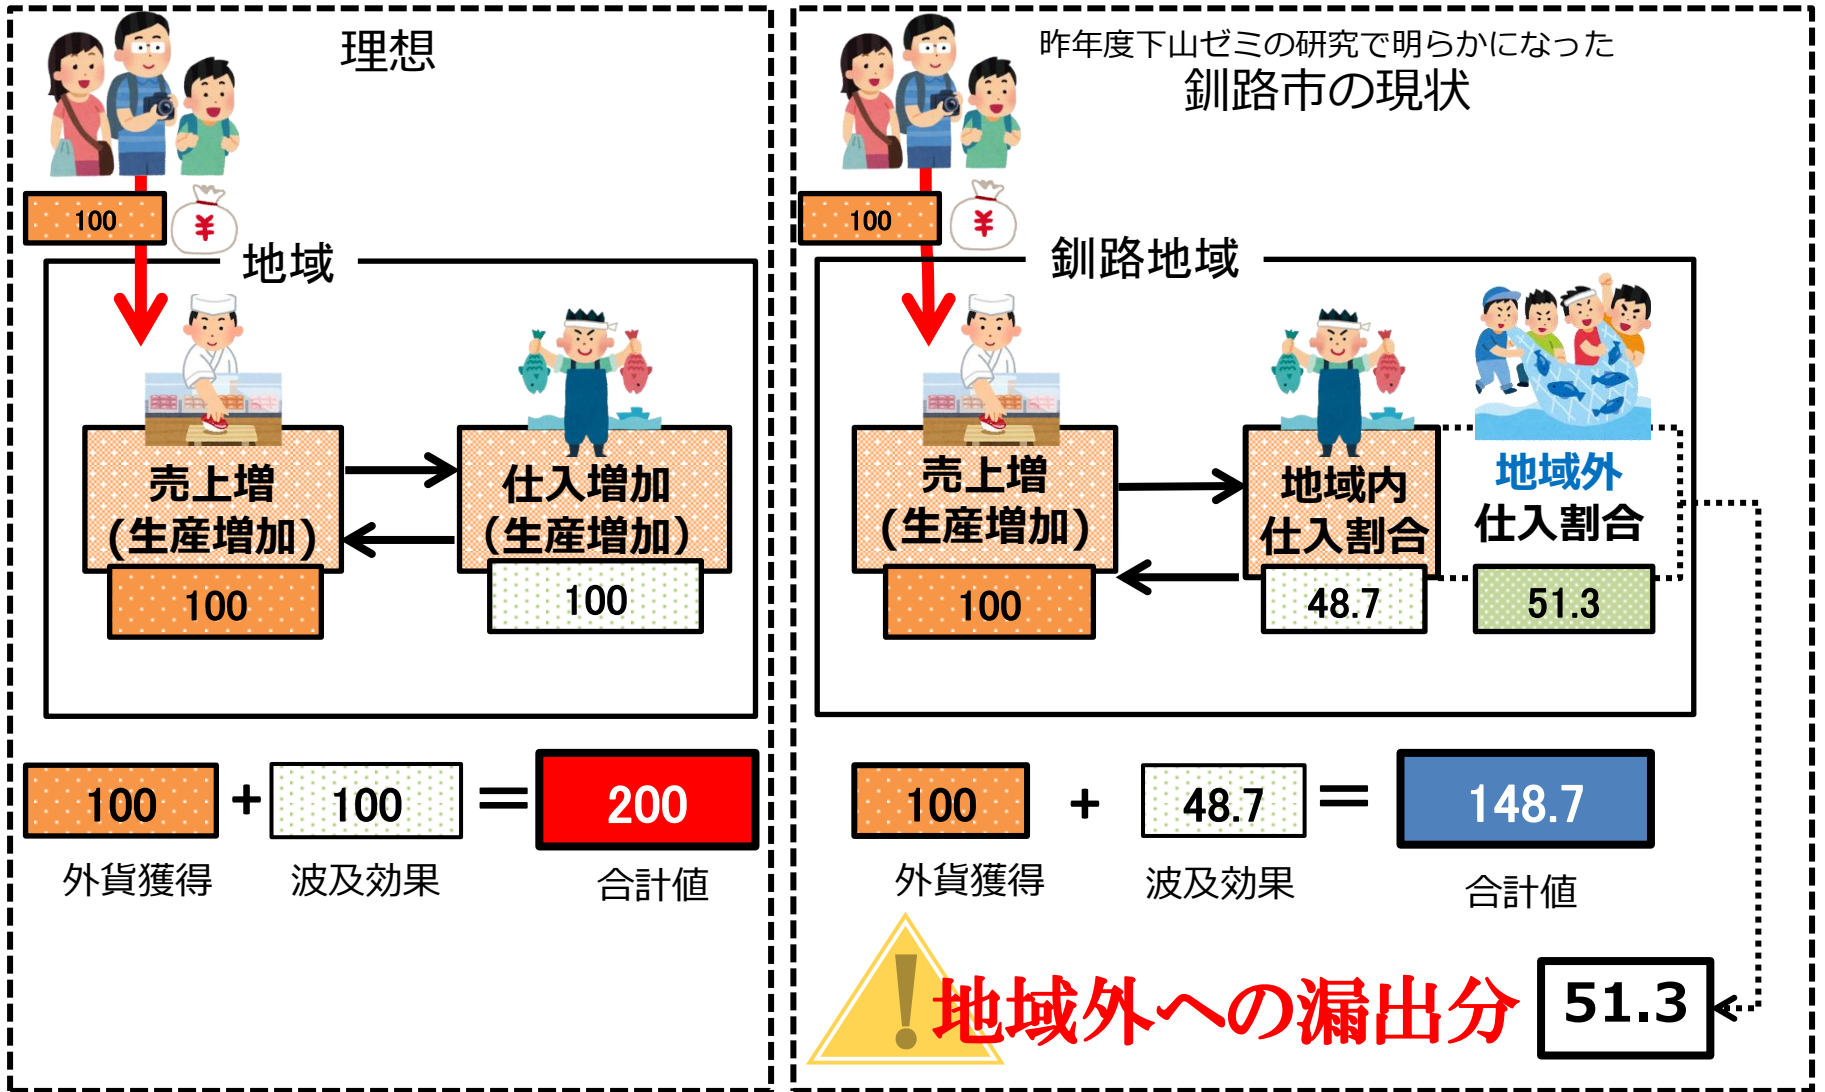 理想
100
¥
地域
売上増
(生産増加)
100
仕入増加
(生産増加)
100
100 + 100 = 200
外貨獲得 波及効果 合計値
昨年度下山ゼミの研究で明らかになった
釧路市の現状
100
¥
釧路地域
売上増
(生産増加)
100
地域内
仕入割合
48.7
地域外
仕入割合
51.3
100 + 48.7 = 148.7
外貨獲得 波及効果 合計値
!
地域外への漏出分 51.3